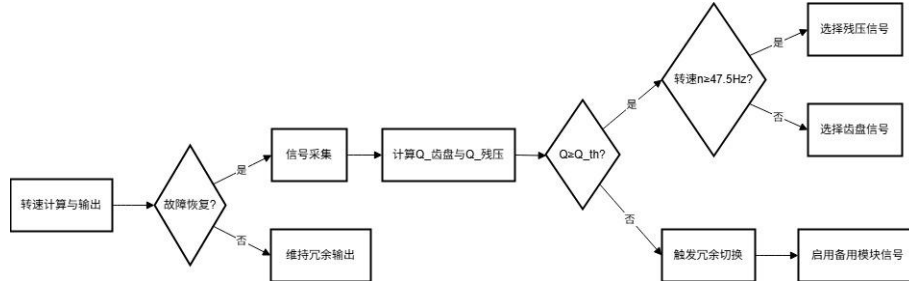 转速计算与输出
故障恢复?
是
否
信号采集
维持冗余输出
计算Q_齿盘与Q_残压
Q≥Q_th?
是
否
转速n≥47.5Hz?
是
否
选择残压信号
选择齿盘信号
触发冗余切换
启用备用模块信号